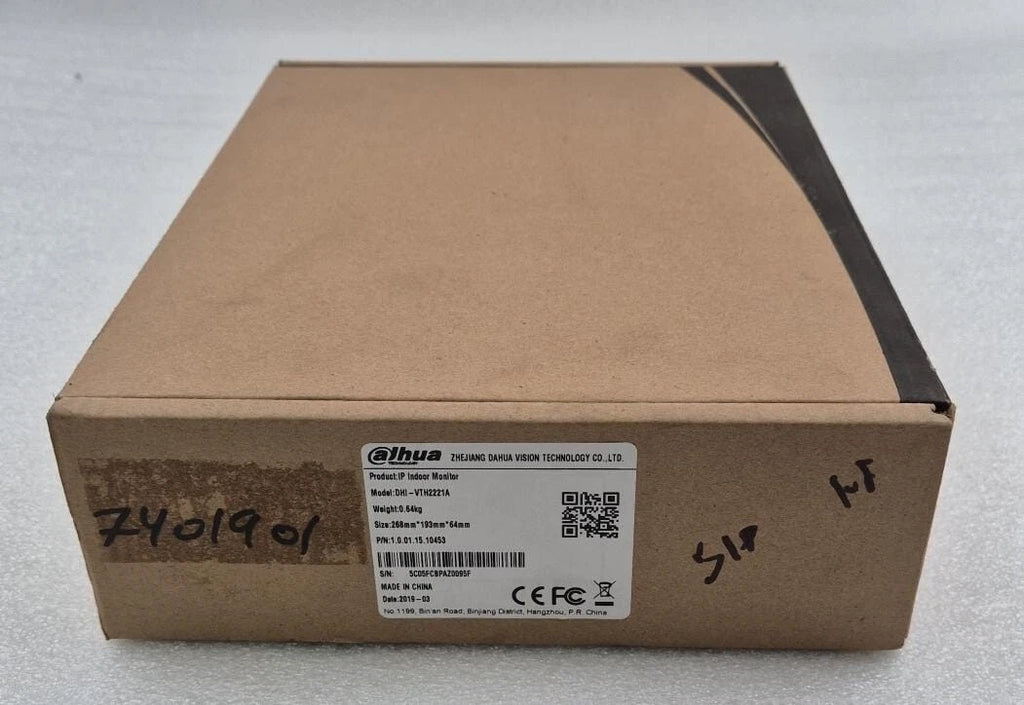 7401901
alhua
TECHNOLOGY
ZHEJIANG DAHUA VISION TECHNOLOGY CO.,LTD.
Product:IP Indoor Monitor
Model:DHI-VTH2221A
Weight:0.64kg
Size:268mm*193mm*64mm
P/N:1.0.01.15.10453
S/N: 5C05FCBPAZ0095F
MADE IN CHINA
Date:2019-03
CE FC
No.1199, Bin'an Road, Binjiang District, Hangzhou, P.R. China